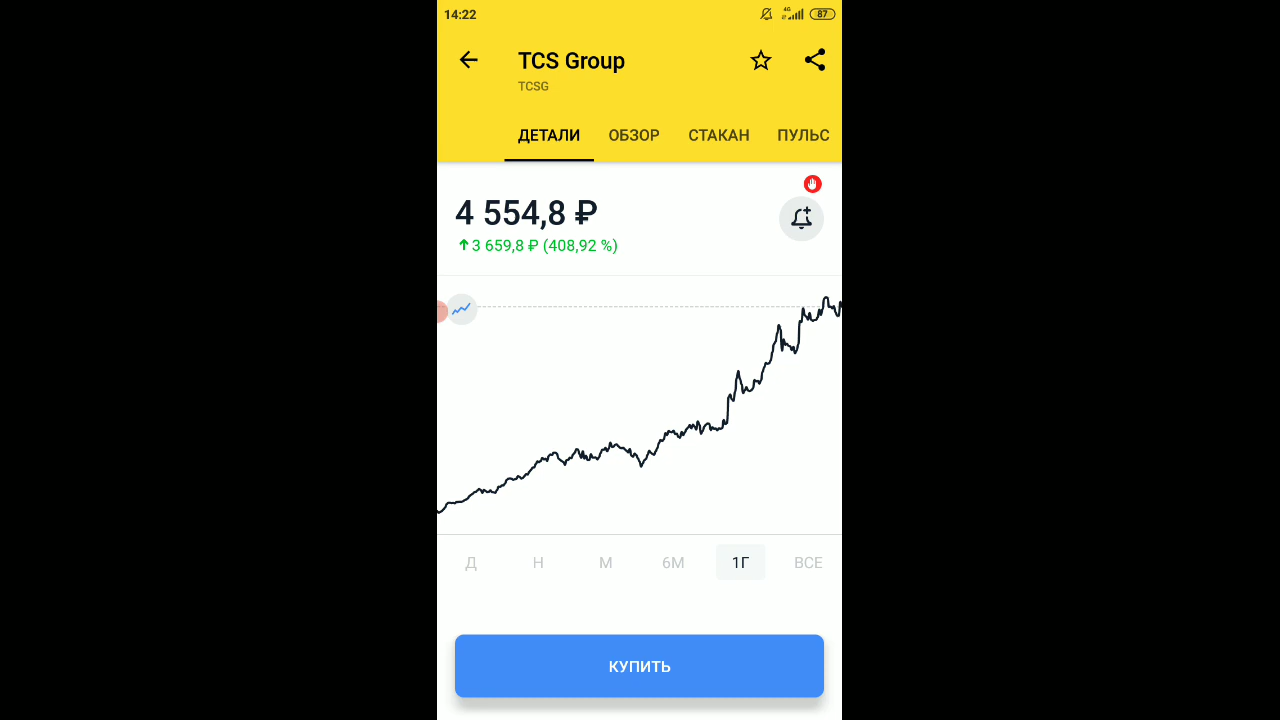 14:22
4G
87
TCS Group
TCSG
ДЕТАЛИ ОБЗОР СТАКАН ПУЛЬС
4 554,8 ₽
3 659,8 ₽ (408,92 %)
Д Н М 6М 1Г ВСЕ
КУПИТЬ